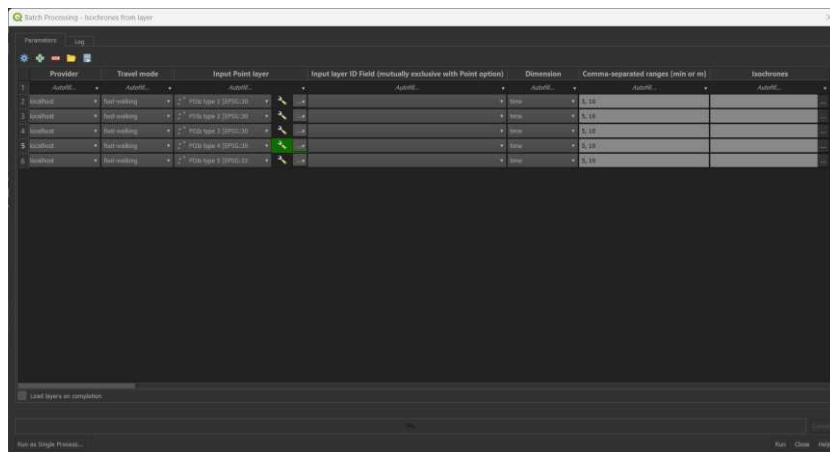 Batch Processing - Isochrones from layer
Parameters Log
Provider Travel mode Input Point layer Input layer ID Field (mutually exclusive with Point option) Dimension Comma-separated ranges [min or m] Isochrones
1 Autofill... Autofill... Autofill... Autofill... Autofill... Autofill... Autofill...
2 localhost foot-walking POIs type 1 [EPSG:30 time 5, 10 ...
3 localhost foot-walking POIs type 2 [EPSG:30 time 5, 10 ...
4 localhost foot-walking POIs type 3 [EPSG:30 time 5, 10 ...
5 localhost foot-walking POIs type 4 [EPSG: time 5, 10 ...
6 localhost foot-walking POIs type 5 [EPSG: time 5, 10 ...
Load layers on completion
0%
Run as Single Process... Run Close Help